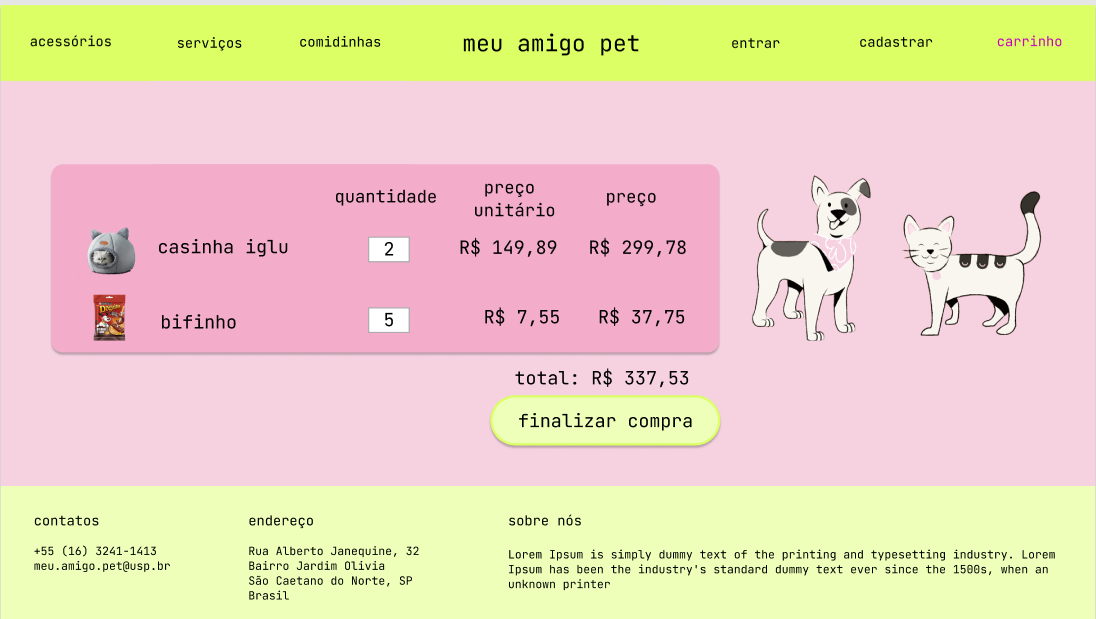 acessórios serviços comidinhas meu amigo pet entrar cadastrar carrinho
quantidade preço unitário preço
casinha iglu 2 R$ 149,89 R$ 299,78
bifinho 5 R$ 7,55 R$ 37,75
total: R$ 337,53
finalizar compra
contatos
+55 (16) 3241-1413
meu.amigo.pet@usp.br
endereço
Rua Alberto Janequine, 32
Bairro Jardim Olivia
São Caetano do Norte, SP
Brasil
sobre nós
Lorem Ipsum is simply dummy text of the printing and typesetting industry. Lorem
Ipsum has been the industry's standard dummy text ever since the 1500s, when an
unknown printer